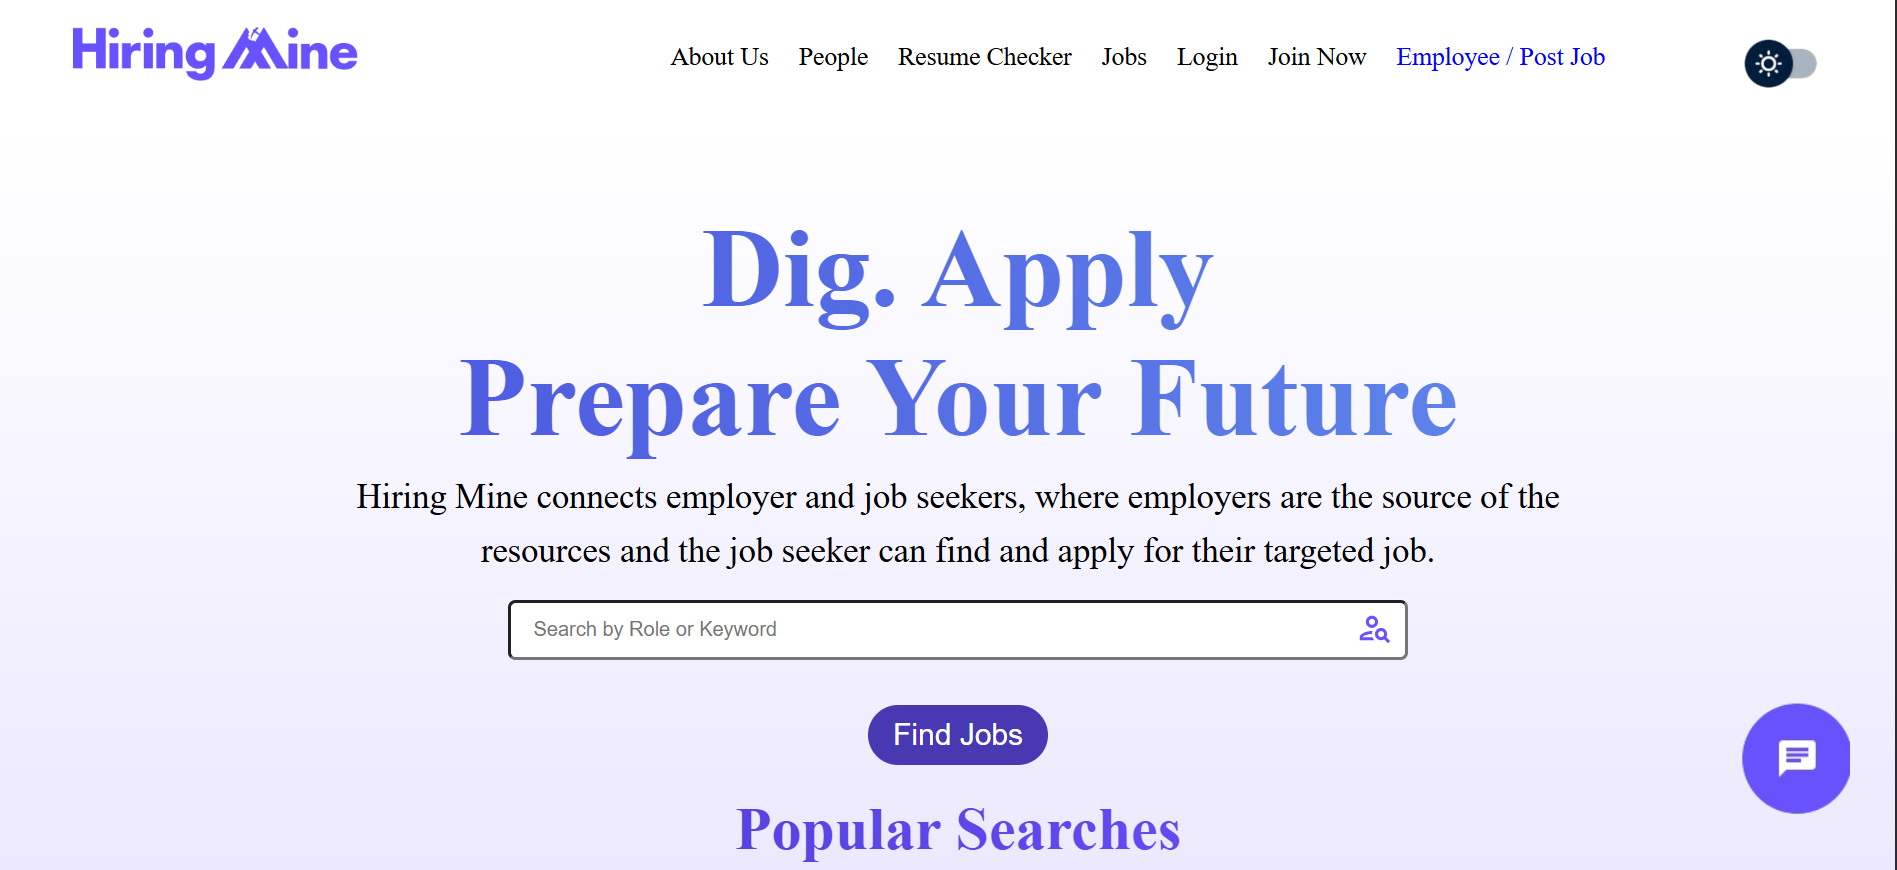 Hiring Mine
About Us People Resume Checker Jobs Login Join Now Employee / Post Job
Dig. Apply
Prepare Your Future
Hiring Mine connects employer and job seekers, where employers are the source of the
resources and the job seeker can find and apply for their targeted job.
Search by Role or Keyword
Find Jobs
Popular Searches